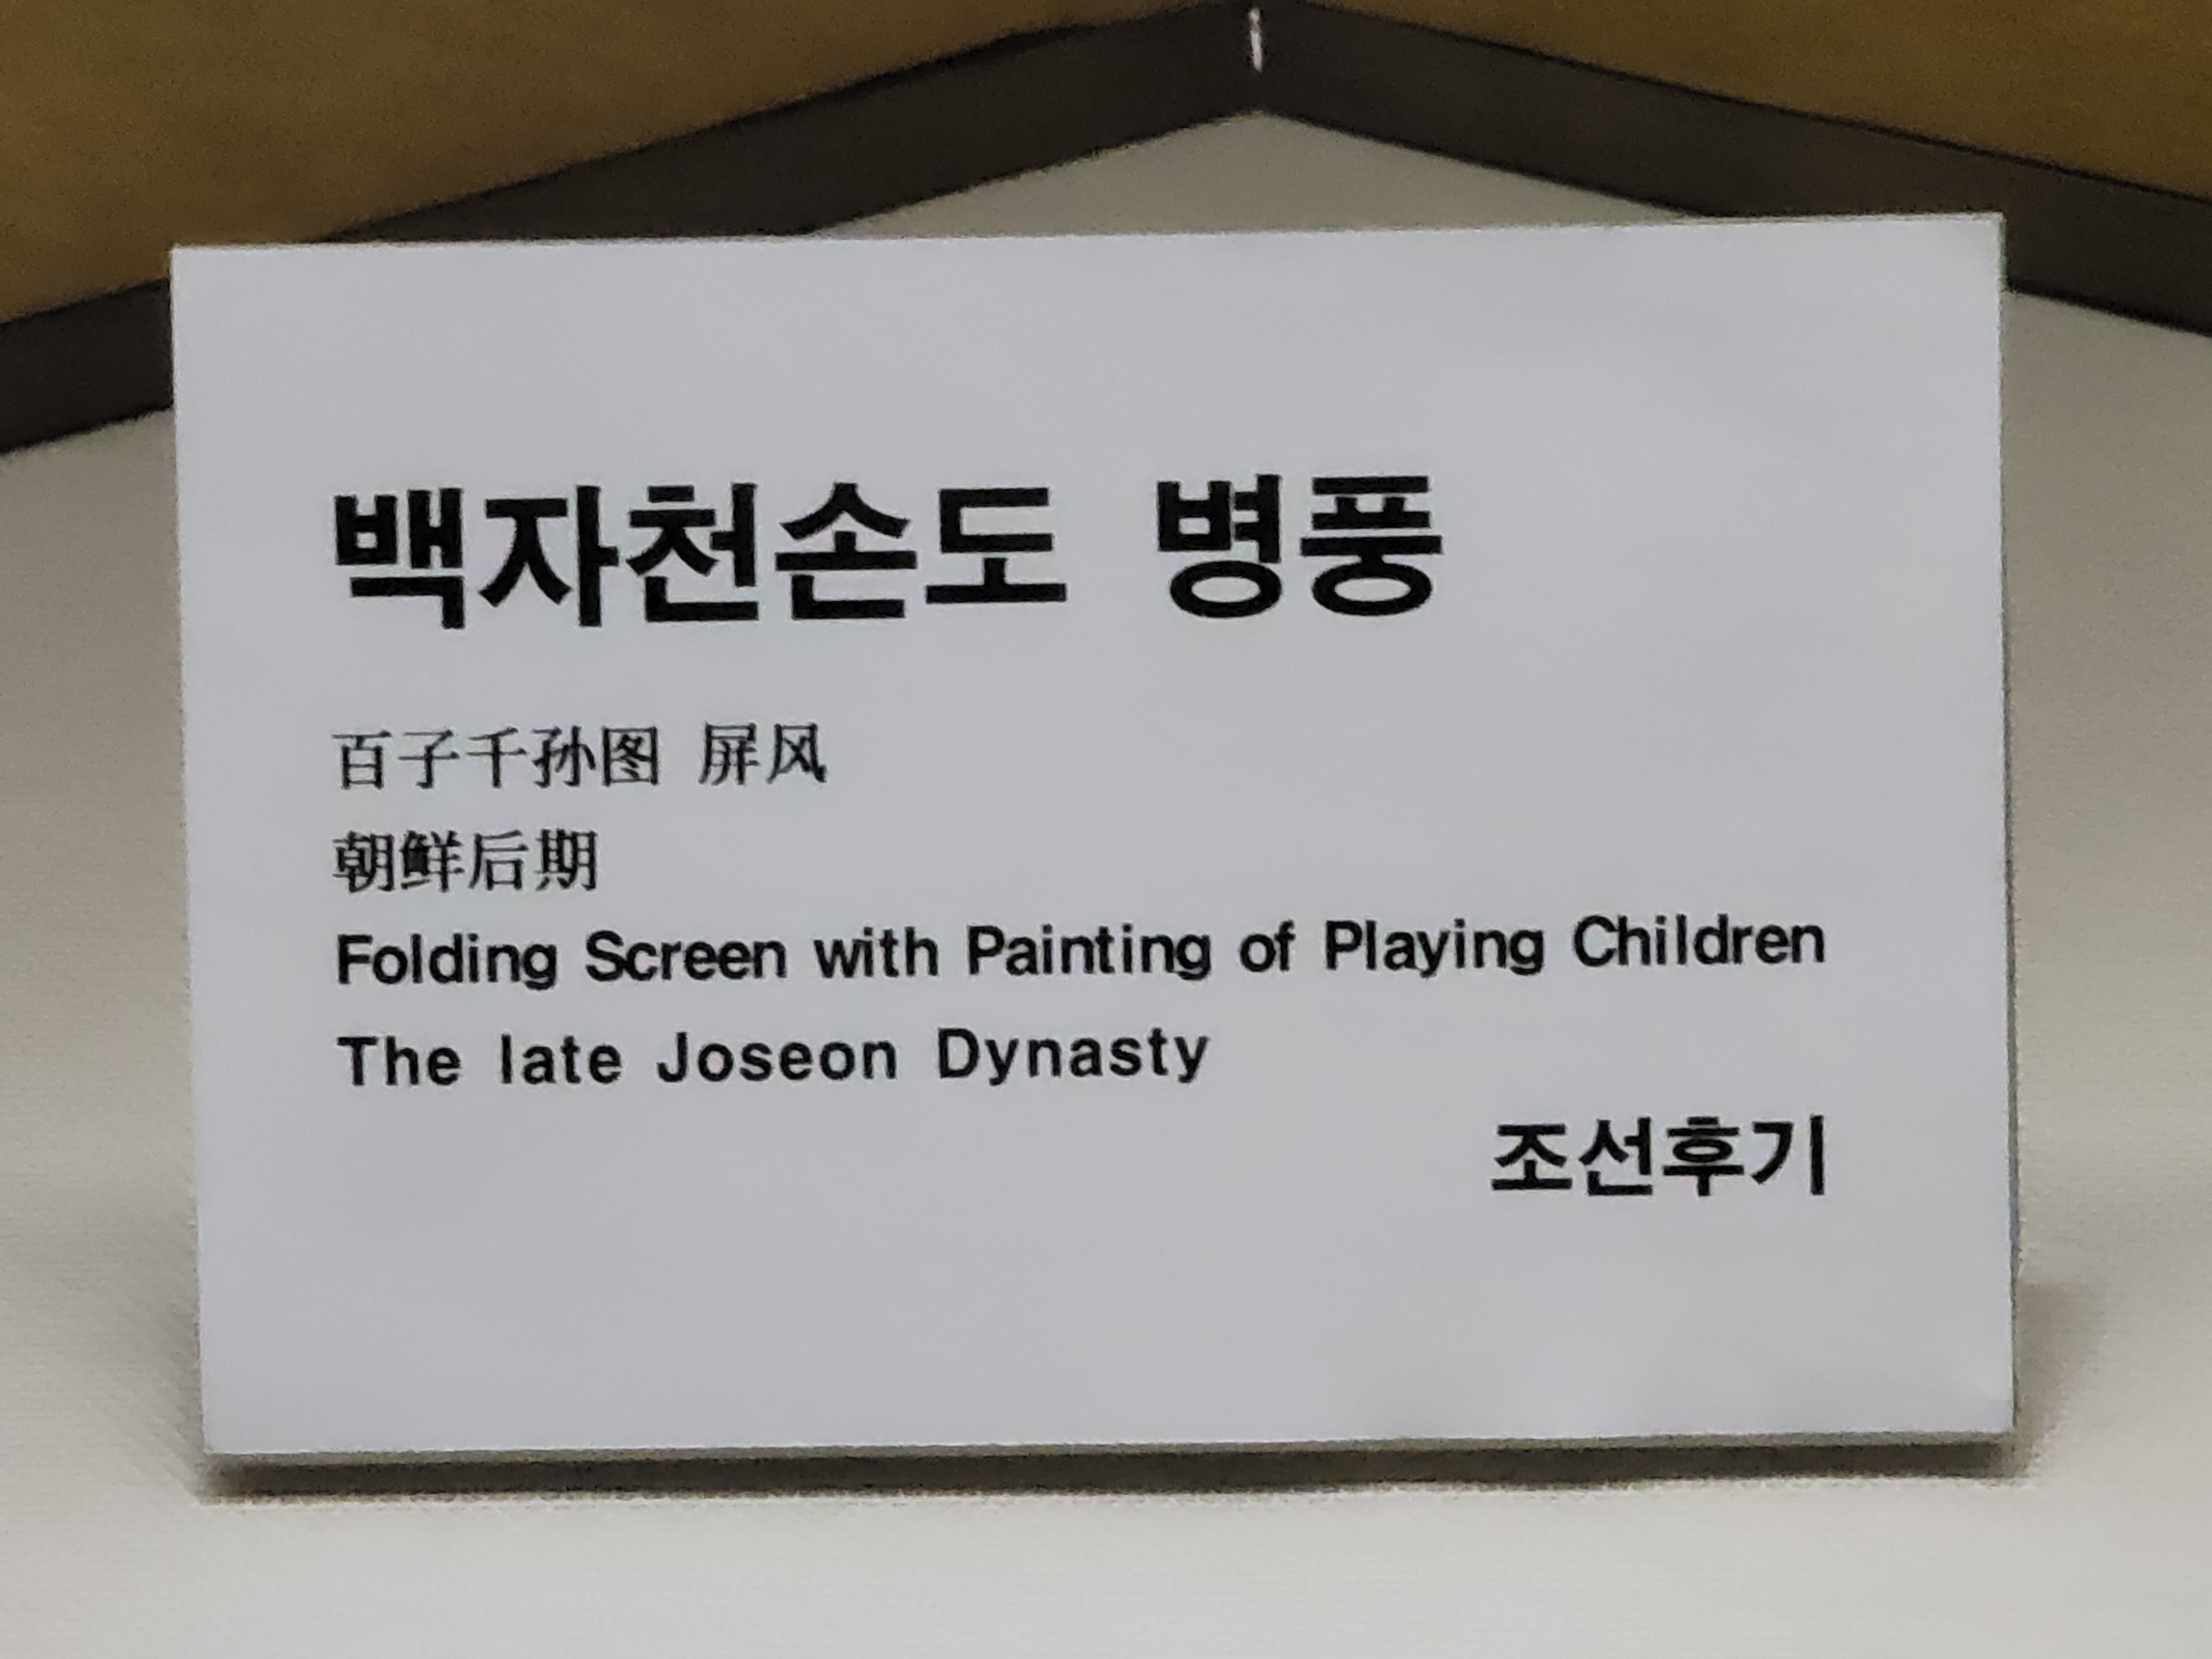 백자천손도 병풍
百子千孙图 屏风
朝鲜后期
Folding Screen with Painting of Playing Children
The late Joseon Dynasty
조선후기